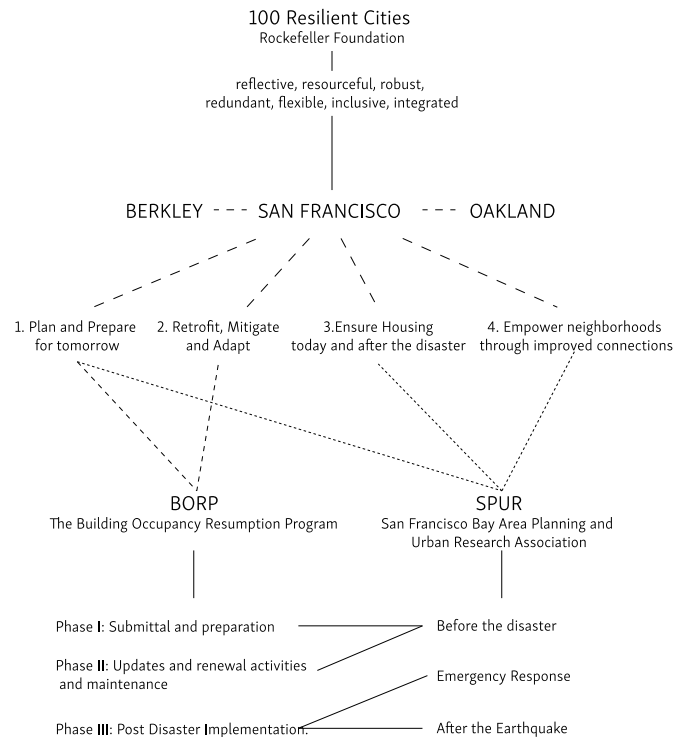 100 Resilient Cities
Rockefeller Foundation
reflective, resourceful, robust,
redundant, flexible, inclusive, integrated
BERKLEY
SAN FRANCISCO
OAKLAND
1. Plan and Prepare
for tomorrow
2. Retrofit, Mitigate
and Adapt
3.Ensure Housing
today and after the disaster
4. Empower neighborhoods
through improved connections
BORP
The Building Occupancy Resumption Program
SPUR
San Francisco Bay Area Planning and
Urban Research Association
Phase I: Submittal and preparation
Phase II: Updates and renewal activities
and maintenance
Phase III: Post Disaster Implementation.
Before the disaster
Emergency Response
After the Earthquake